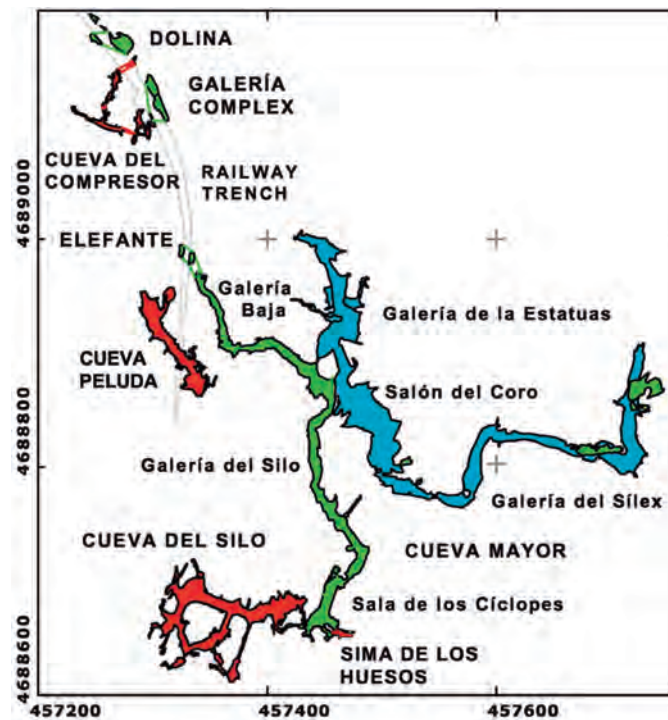 DOLINA
GALERÍA
COMPLEX
CUEVA DEL
COMPRESOR
RAILWAY
TRENCH
4689000
ELEFANTE
Galería
Baja
Galería de la Estatuas
CUEVA
PELUDA
Salón del Coro
4688800
Galería del Silo
Galería del Sílex
CUEVA DEL SILO
CUEVA MAYOR
Sala de los Cíclopes
SIMA DE LOS
HUESOS
4688600
457200 457400 457600